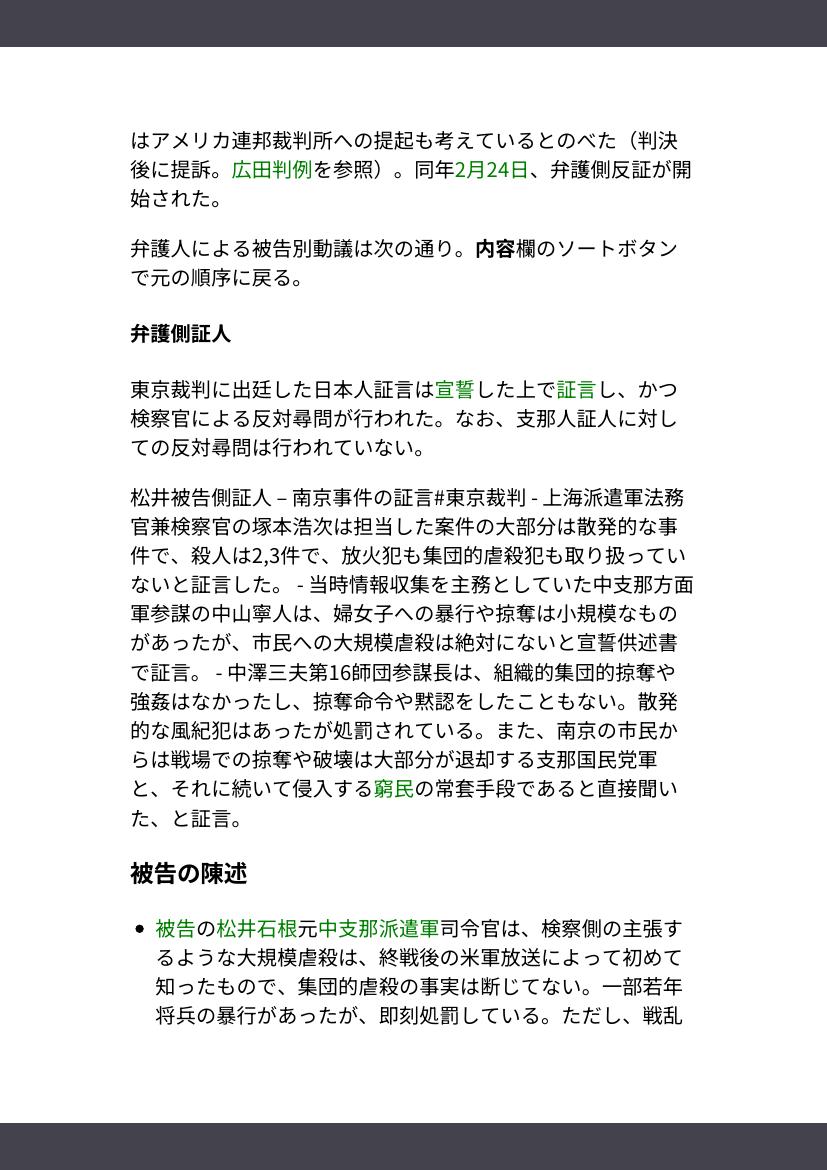 はアメリカ連邦裁判所への提起も考えているとのべた（判決
後に提訴。広田判例を参照）。同年2月24日、弁護側反証が開
始された。
弁護人による被告別動議は次の通り。内容欄のソートボタン
で元の順序に戻る。
弁護側証人
東京裁判に出廷した日本人証言は宣誓した上で証言し、かつ
検察官による反対尋問が行われた。なお、支那人証人に対し
ての反対尋問は行われていない。
松井被告側証人 – 南京事件の証言#東京裁判 - 上海派遣軍法務
官兼検察官の塚本浩次は担当した案件の大部分は散発的な事
件で、殺人は2,3件で、放火犯も集団的虐殺犯も取り扱ってい
ないと証言した。 - 当時情報収集を主務としていた中支那方面
軍参謀の中山寧人は、婦女子への暴行や掠奪は小規模なもの
があったが、市民への大規模虐殺は絶対にないと宣誓供述書
で証言。 - 中澤三夫第16師団参謀長は、組織的集団的掠奪や
強姦はなかったし、掠奪命令や黙認をしたこともない。散発
的な風紀犯はあったが処罰されている。また、南京の市民か
らは戦場での掠奪や破壊は大部分が退却する支那国民党軍
と、それに続いて侵入する窮民の常套手段であると直接聞い
た、と証言。
被告の陳述
• 被告の松井石根元中支那派遣軍司令官は、検察側の主張す
るような大規模虐殺は、終戦後の米軍放送によって初めて
知ったもので、集団的虐殺の事実は断じてない。一部若年
将兵の暴行があったが、即刻処罰している。ただし、戦乱